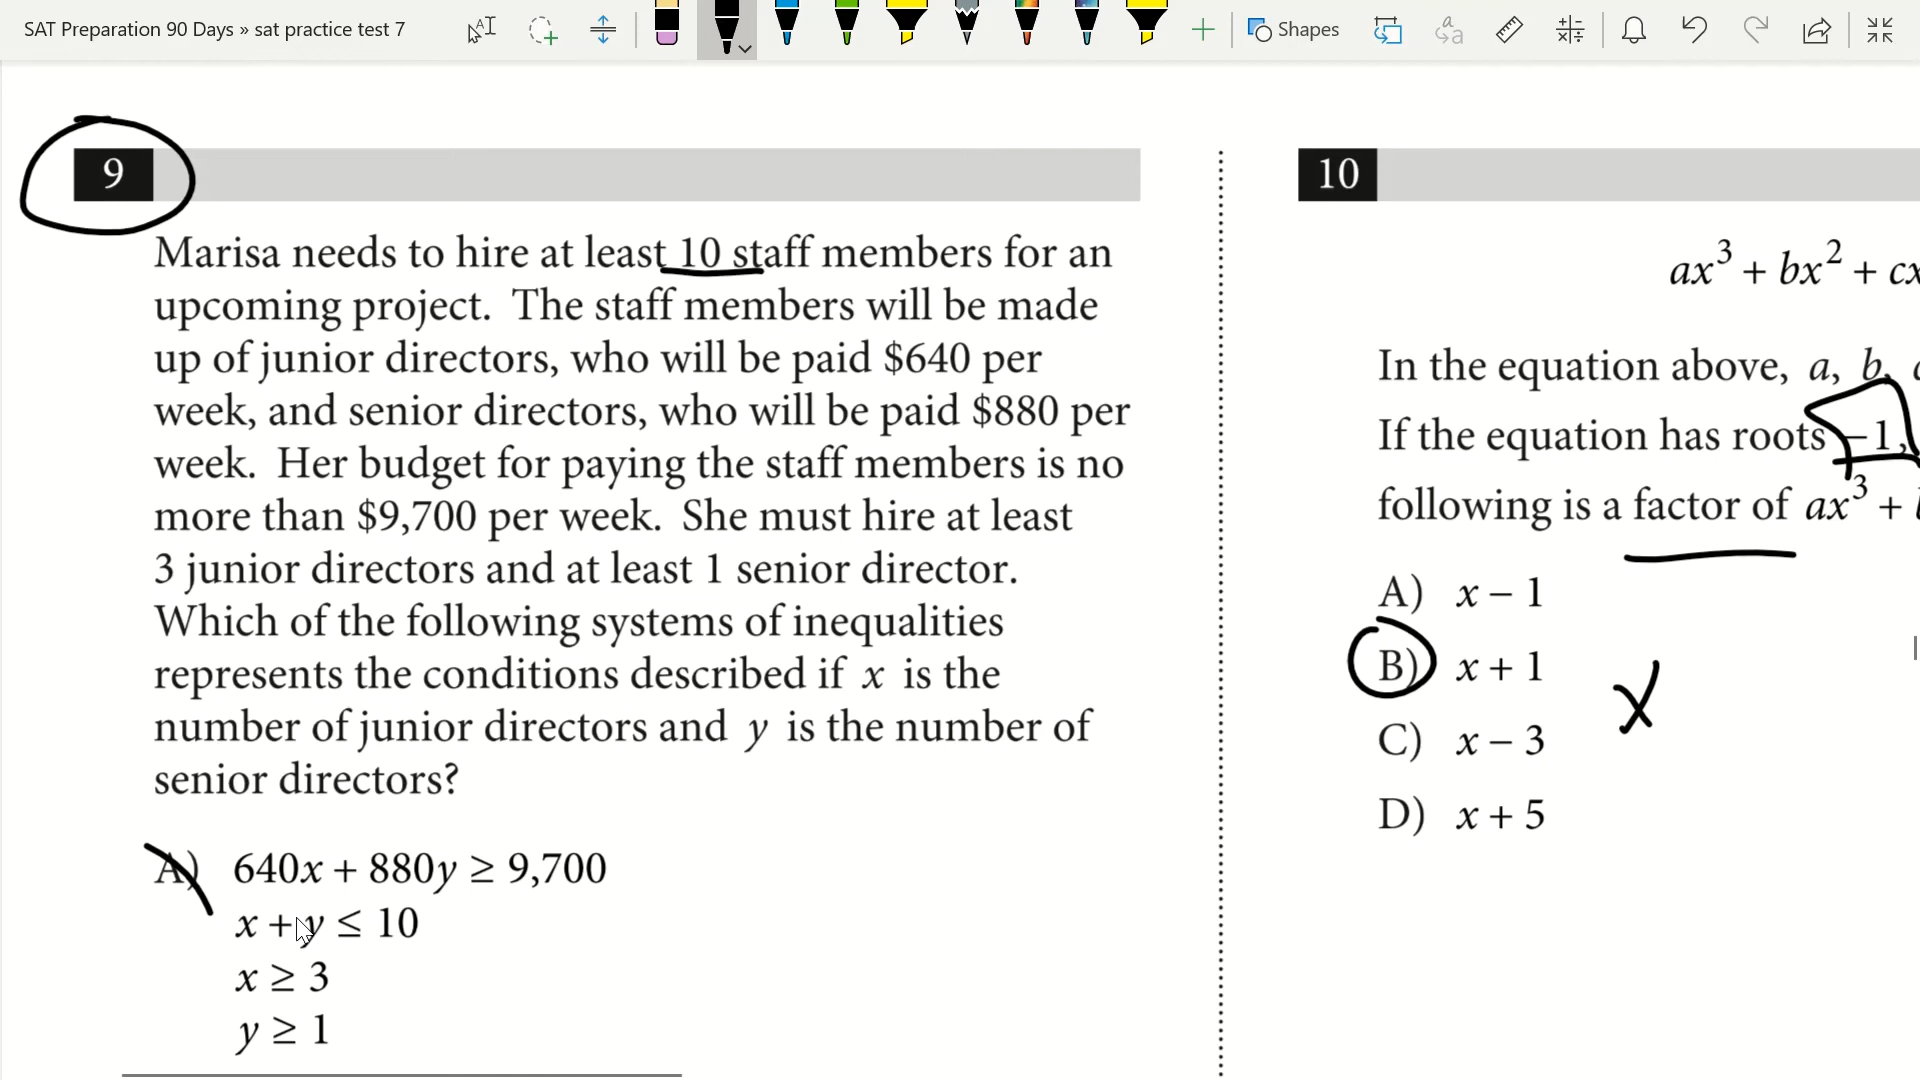 SAT Preparation 90 Days » sat practice test 7
Shapes
9
Marisa needs to hire at least 10 staff members for an
upcoming project. The staff members will be made
up of junior directors, who will be paid $640 per
week, and senior directors, who will be paid $880 per
week. Her budget for paying the staff members is no
more than $9,700 per week. She must hire at least
3 junior directors and at least 1 senior director.
Which of the following systems of inequalities
represents the conditions described if x is the
number of junior directors and y is the number of
senior directors?
A) 640x + 880y ≥ 9,700
x + y ≤ 10
x ≥ 3
y ≥ 1
10
ax³ + bx² + cx
In the equation above, a, b,
If the equation has roots −1,
following is a factor of ax³ +
A) x − 1
B) x + 1
C) x − 3
D) x + 5
x